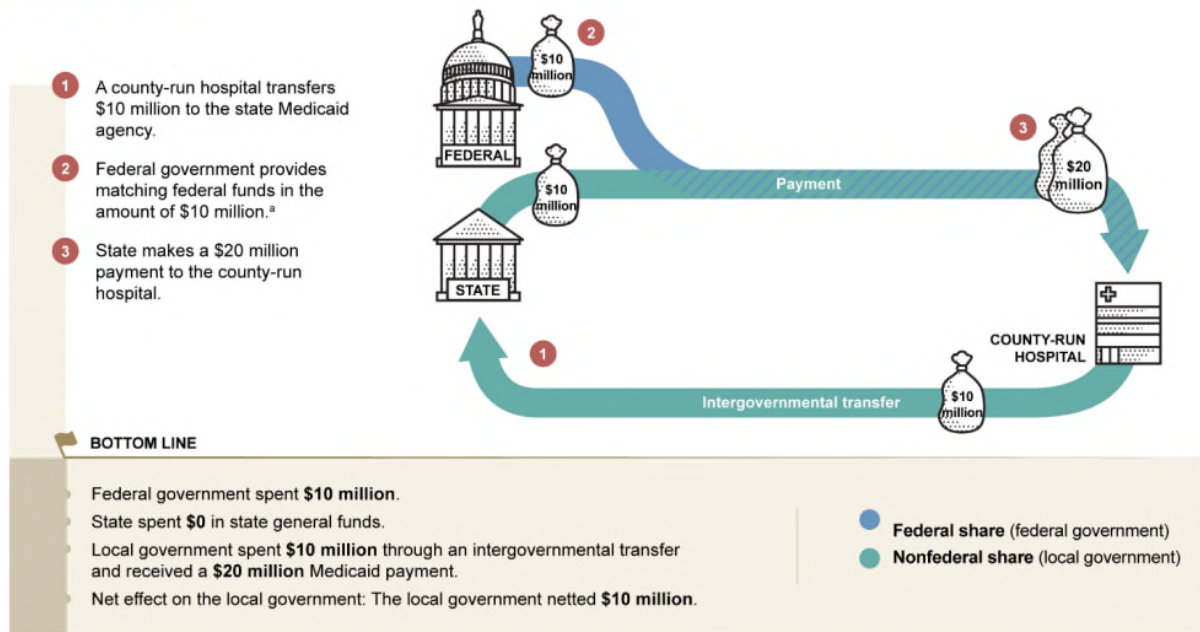 1
A county-run hospital transfers
$10 million to the state Medicaid
agency.
2
Federal government provides
matching federal funds in the
amount of $10 million.ª
3
State makes a $20 million
payment to the county-run
hospital.
2
$10
million
FEDERAL
3
$20
million
$10
million
Payment
STATE
1
COUNTY-RUN
HOSPITAL
$10
million
Intergovernmental transfer
BOTTOM LINE
Federal government spent $10 million.
State spent $0 in state general funds.
Local government spent $10 million through an intergovernmental transfer
and received a $20 million Medicaid payment.
Net effect on the local government: The local government netted $10 million.
Federal share (federal government)
Nonfederal share (local government)